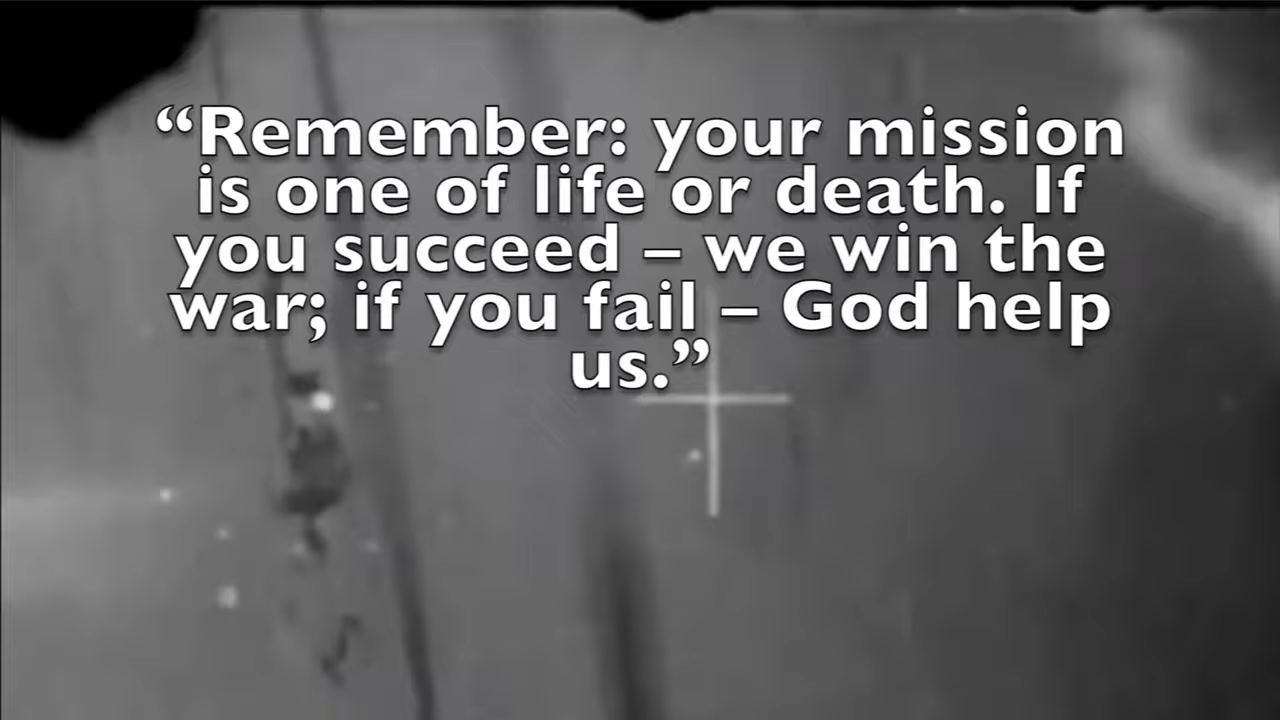 “Remember: your mission
is one of life or death. If
you succeed – we win the
war; if you fail – God help
us.”